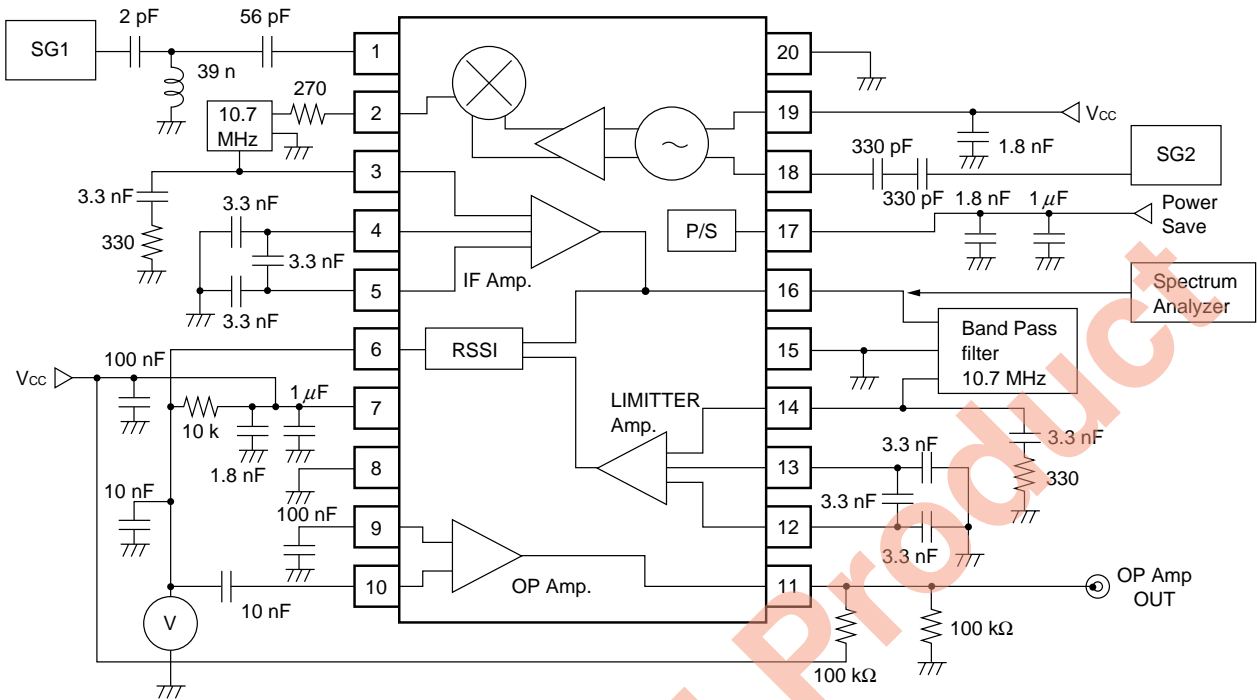 SG1
2 pF
56 pF
39 n
270
10.7
MHz
3.3 nF
330
3.3 nF
3.3 nF
3.3 nF
1
2
3
4
5
6
7
8
9
10
VCC
100 nF
10 k
1 μF
1.8 nF
10 nF
100 nF
10 nF
V
~
IF Amp.
P/S
RSSI
LIMITTER
Amp.
OP Amp.
20
19
18
17
16
15
14
13
12
11
VCC
1.8 nF
330 pF
330 pF
SG2
1.8 nF
1 μF
Power
Save
Spectrum
Analyzer
Band Pass
filter
10.7 MHz
3.3 nF
330
3.3 nF
3.3 nF
3.3 nF
OP Amp
OUT
100 kΩ
100 kΩ
Product